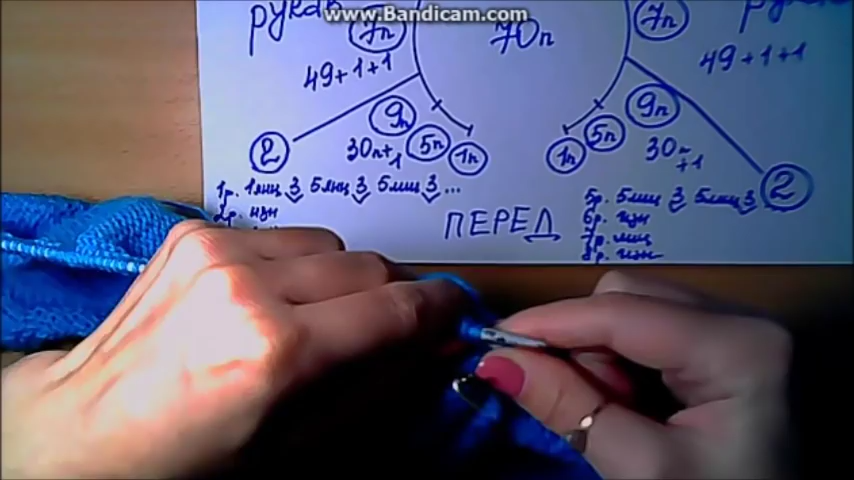 www.Bandicam.com
рукав 7п 70п 7п
49+1+1 49+1+1
9п 9п
2 30п+1 5п 1п 1п 5п 30п+1 2
1р. 3 3 5лиц 3 ... 5р. 5лиц 3 5лиц 3
2р. изн 6р. изн
ПЕРЕД 7р. лиц
8р. изн